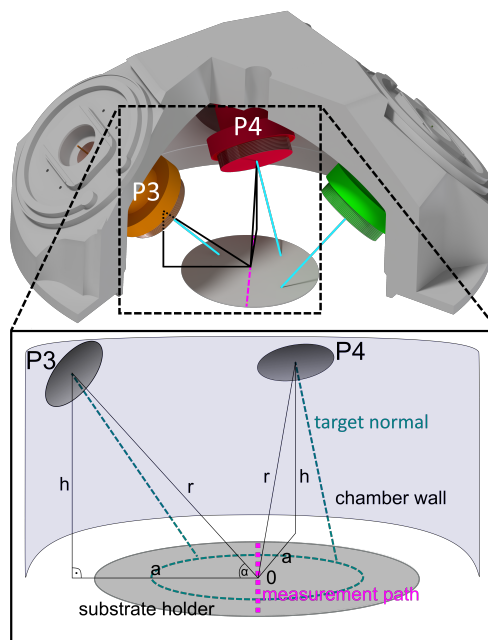 P4
P3
P3
P4
target normal
h
r
r
h
chamber wall
a
α
a
0
measurement path
substrate holder